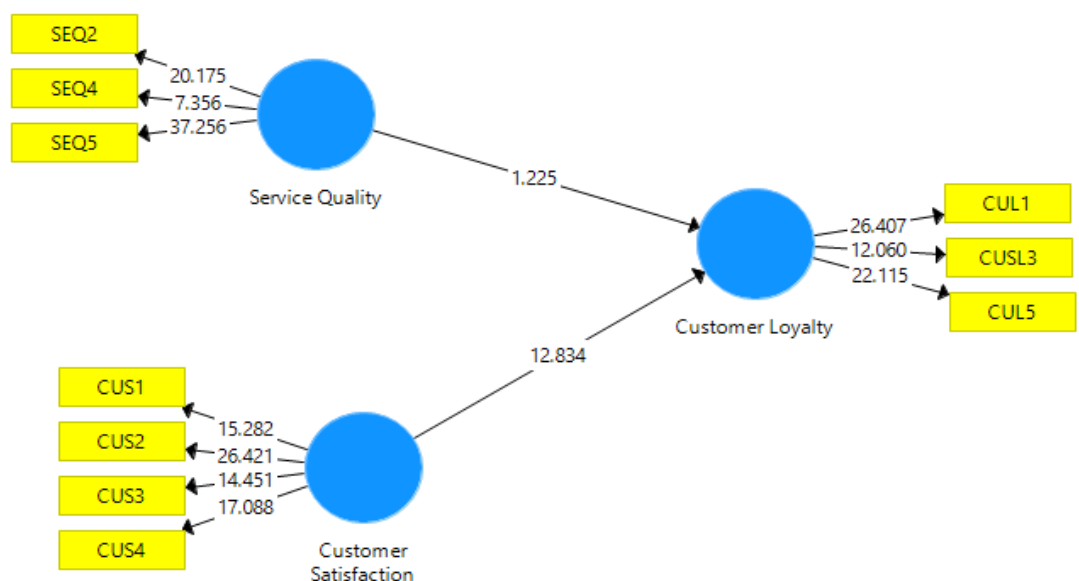 SEQ2
20.175
SEQ4
7.356
SEQ5
37.256
Service Quality
1.225
CUL1
26.407
CUSL3
12.060
CUL5
22.115
Customer Loyalty
12.834
CUS1
15.282
CUS2
26.421
CUS3
14.451
CUS4
17.088
Customer
Satisfaction